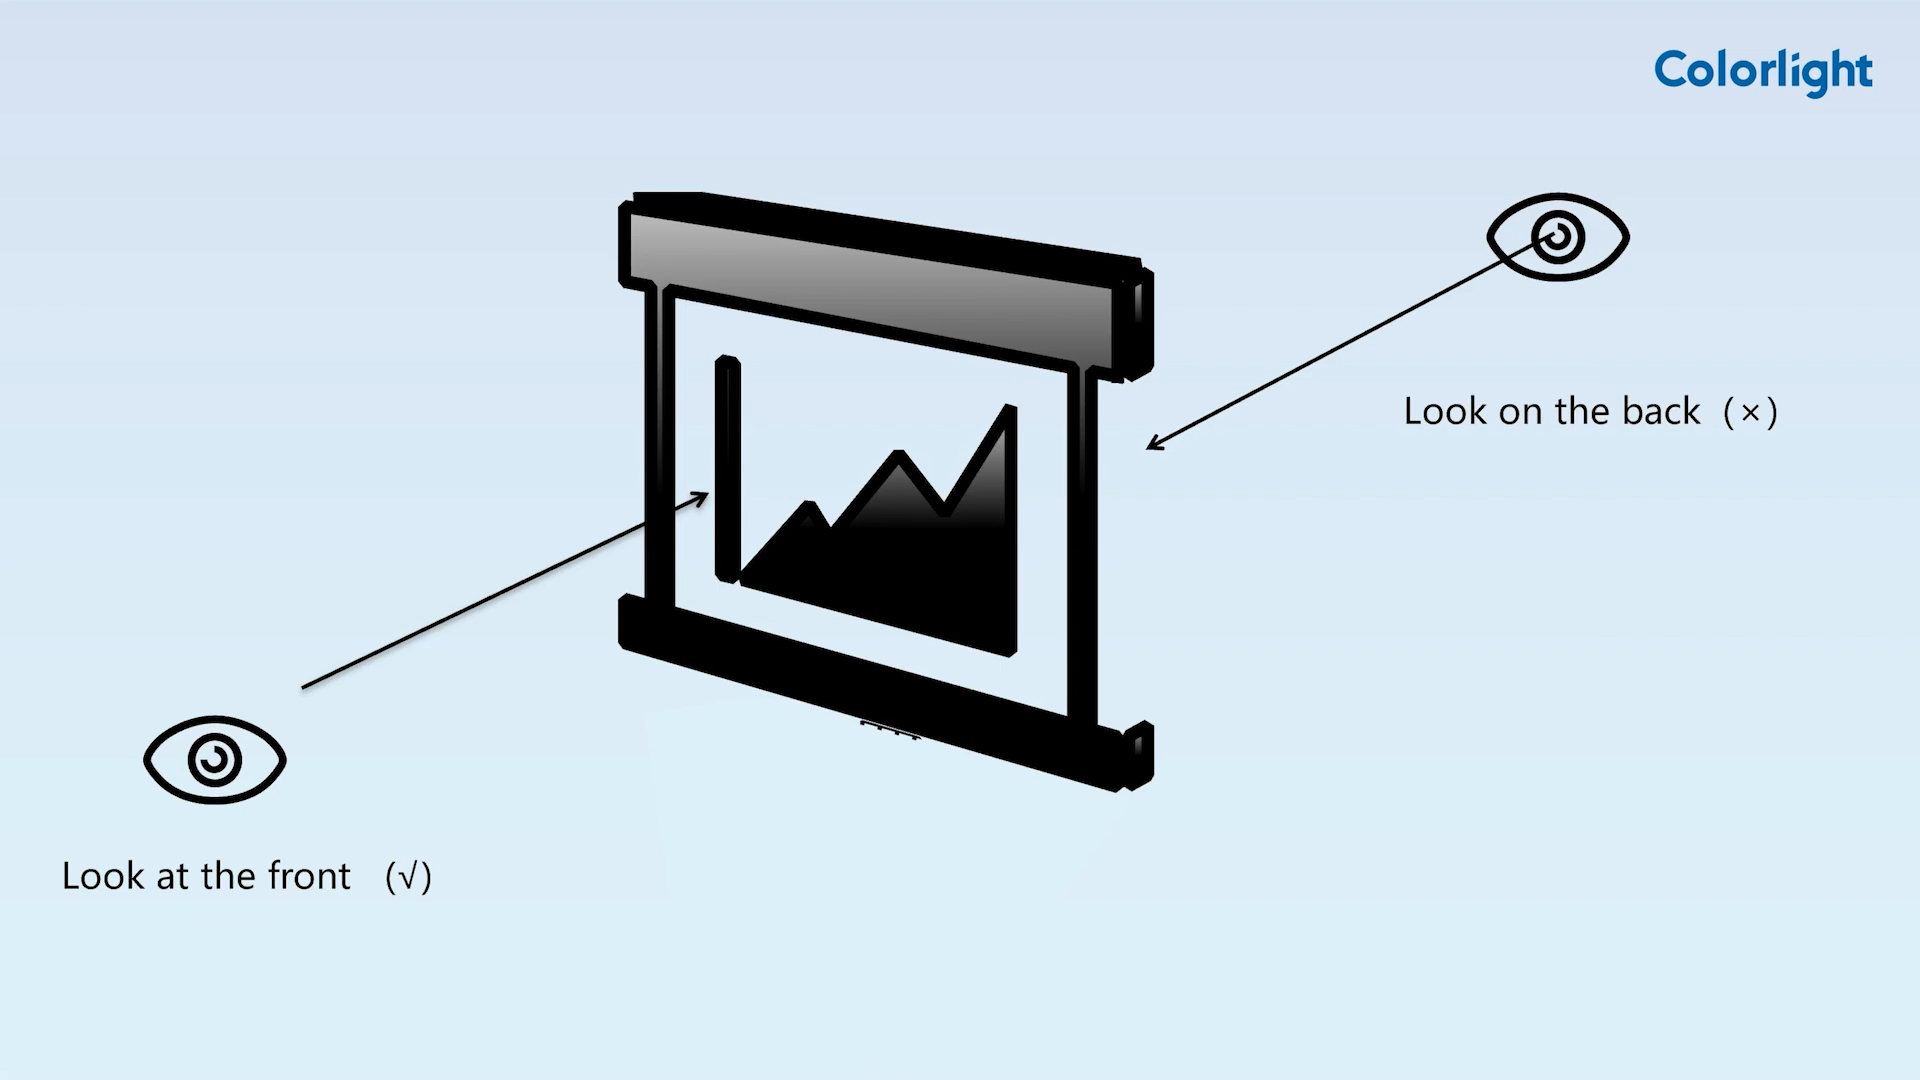 Colorlight
Look on the back (×)
Look at the front (√)